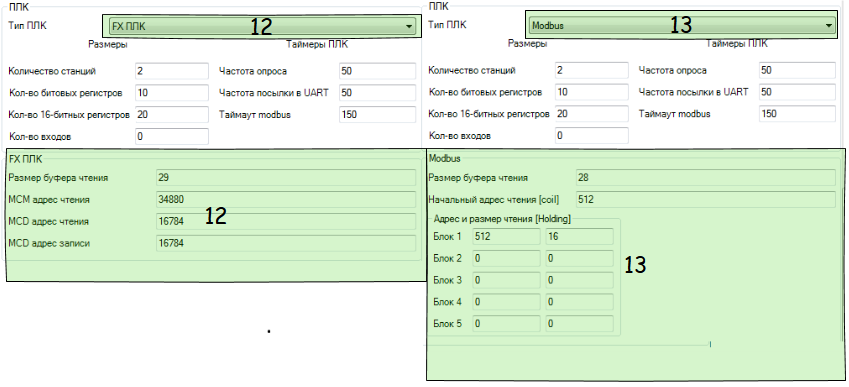 ПЛК
Тип ПЛК FX ПЛК 12
Размеры Таймеры ПЛК
Количество станций 2 Частота опроса 50
Кол-во битовых регистров 10 Частота посылки в UART 50
Кол-во 16-битных регистров 20 Таймаут modbus 150
Кол-во входов 0
FX ПЛК
Размер буфера чтения 29
МСМ адрес чтения 34880
MCD адрес чтения 16784
MCD адрес записи 16784
12
ПЛК
Тип ПЛК Modbus 13
Размеры Таймеры ПЛК
Количество станций 2 Частота опроса 50
Кол-во битовых регистров 10 Частота посылки в UART 50
Кол-во 16-битных регистров 20 Таймаут modbus 150
Кол-во входов 0
Modbus
Размер буфера чтения 28
Начальный адрес чтения [coil] 512
Адрес и размер чтения [Holding]
Блок 1 512 16
Блок 2 0 0
Блок 3 0 0
Блок 4 0 0
Блок 5 0 0
13